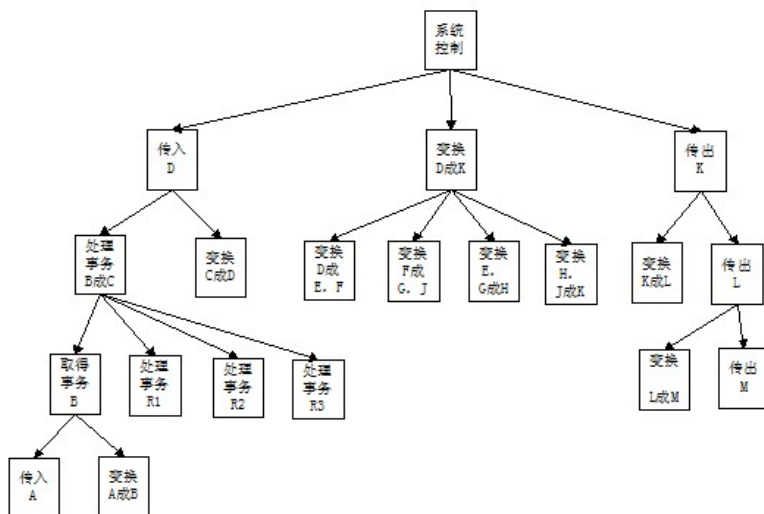 系统
控制
传入
D
变换
D成K
传出
K
处理
事务
B成C
变换
C成D
变换
D成
E，F
变换
F成
G，J
变换
E，
G成H
变换
H，
J成K
变换
K成L
传出
L
取得
事务
B
处理
事务
R1
处理
事务
R2
处理
事务
R3
变换
L成M
传出
M
传入
A
变换
A成B